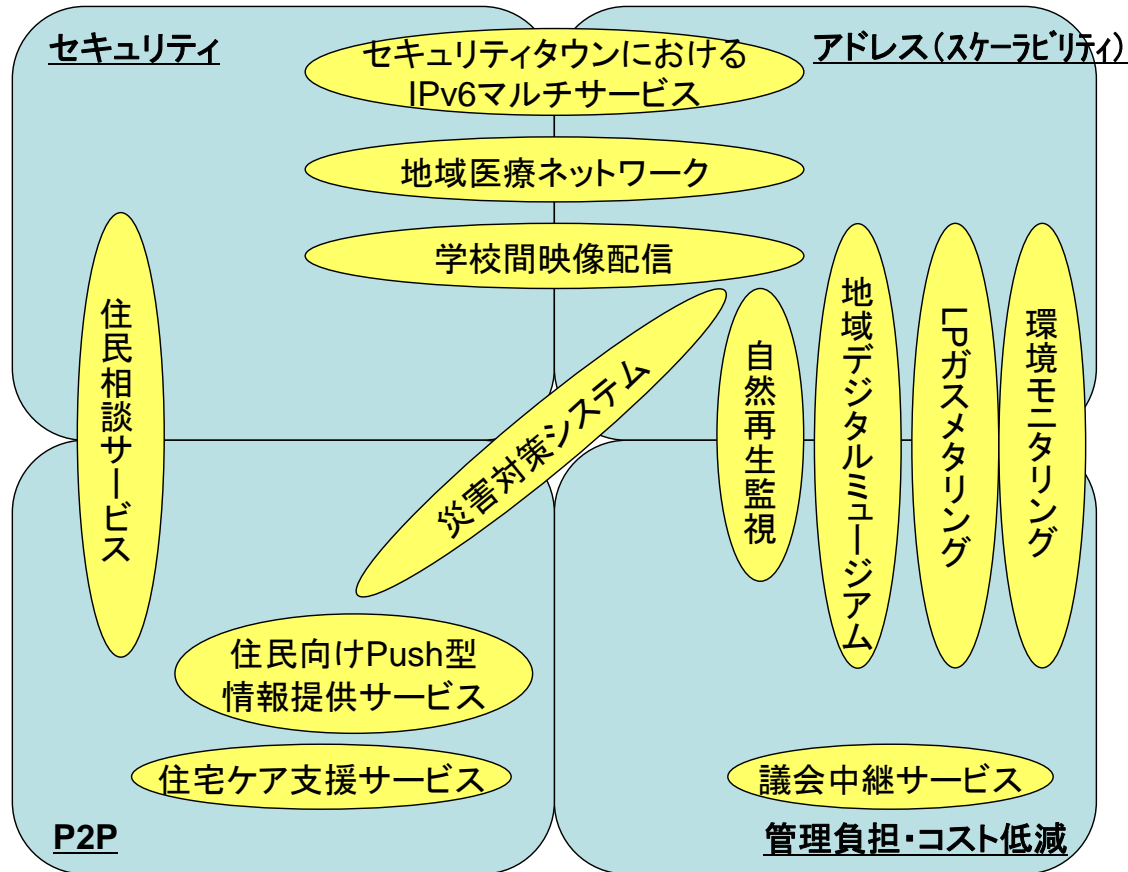 セキュリティ
アドレス(スケーラビリティ)
セキュリティタウンにおける
IPv6マルチサービス
地域医療ネットワーク
学校間映像配信
住民相談サービス
災害対策システム
自然再生監視
地域デジタルミュージアム
LPガスメタリング
環境モニタリング
住民向けPush型
情報提供サービス
住宅ケア支援サービス
議会中継サービス
P2P
管理負担・コスト低減